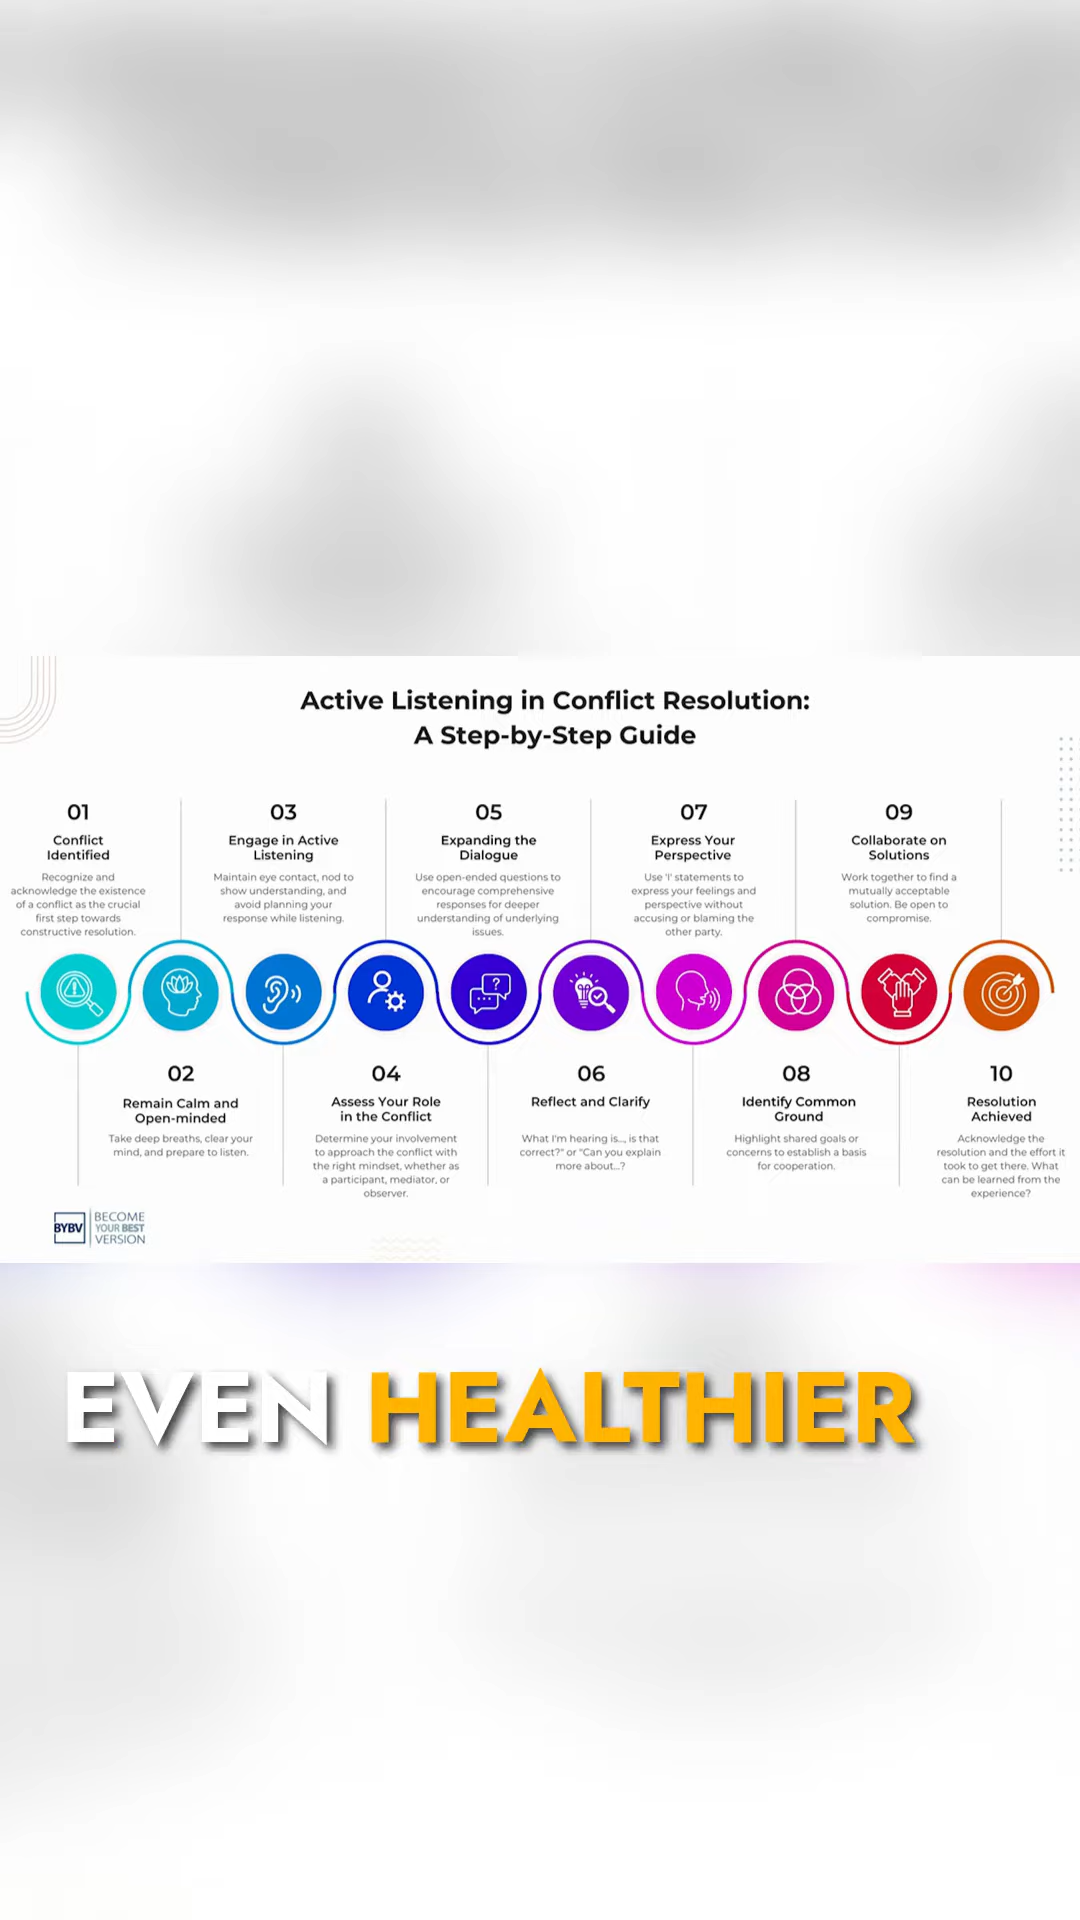 Active Listening in Conflict Resolution:
A Step-by-Step Guide
01
Conflict
Identified
Recognize and
acknowledge the existence
of a conflict as the crucial
first step towards
constructive resolution.
03
Engage in Active
Listening
Maintain eye contact, nod to
show understanding, and
avoid planning your
response while listening.
05
Expanding the
Dialogue
Use open-ended questions to
encourage comprehensive
responses for deeper
understanding of underlying
issues.
07
Express Your
Perspective
Use 'I' statements to
express your feelings and
perspective without
accusing or blaming the
other party.
09
Collaborate on
Solutions
Work together to find a
mutually acceptable
solution. Be open to
compromise.
?
02
Remain Calm and
Open-minded
Take deep breaths, clear your
mind, and prepare to listen.
04
Assess Your Role
in the Conflict
Determine your involvement
to approach the conflict with
the right mindset, whether as
a participant, mediator, or
observer.
06
Reflect and Clarify
What I'm hearing is..., is that
correct?" or "Can you explain
more about...?
08
Identify Common
Ground
Highlight shared goals or
concerns to establish a basis
for cooperation.
10
Resolution
Achieved
Acknowledge the
resolution and the effort it
took to get there. What
can be learned from the
experience?
BYBV
BECOME
YOUR BEST
VERSION
EVEN HEALTHIER